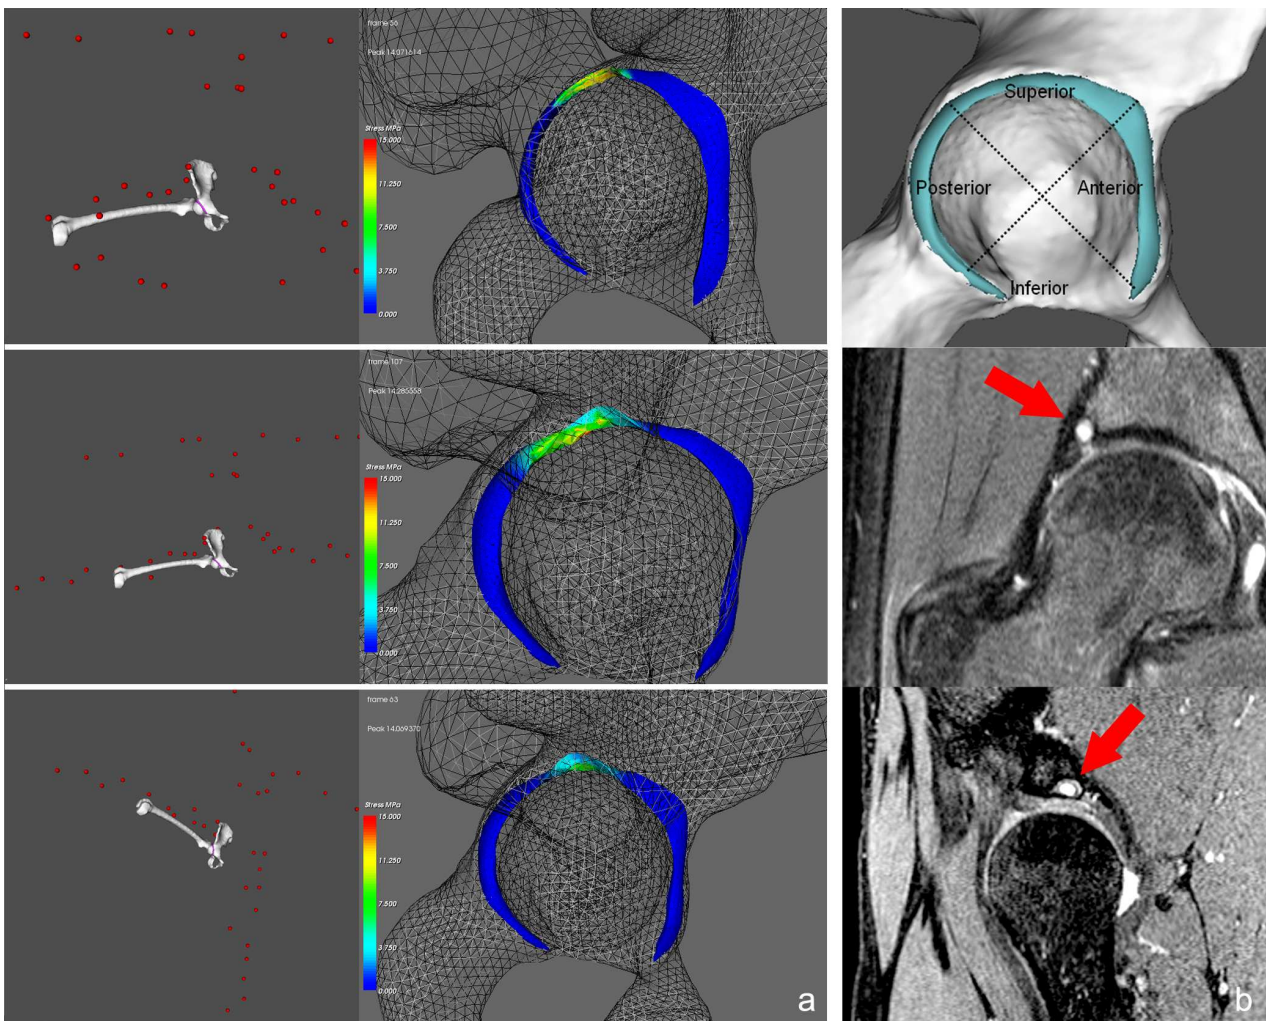 frame 56
Peak 14.071614
Stress MPa
15.000
11.250
7.500
3.750
0.000
Superior
Posterior
Anterior
Inferior
frame 107
Peak 14.285558
Stress MPa
15.000
11.250
7.500
3.750
0.000
frame 63
Peak 14.069370
Stress MPa
15.000
11.250
7.500
3.750
0.000
a
b